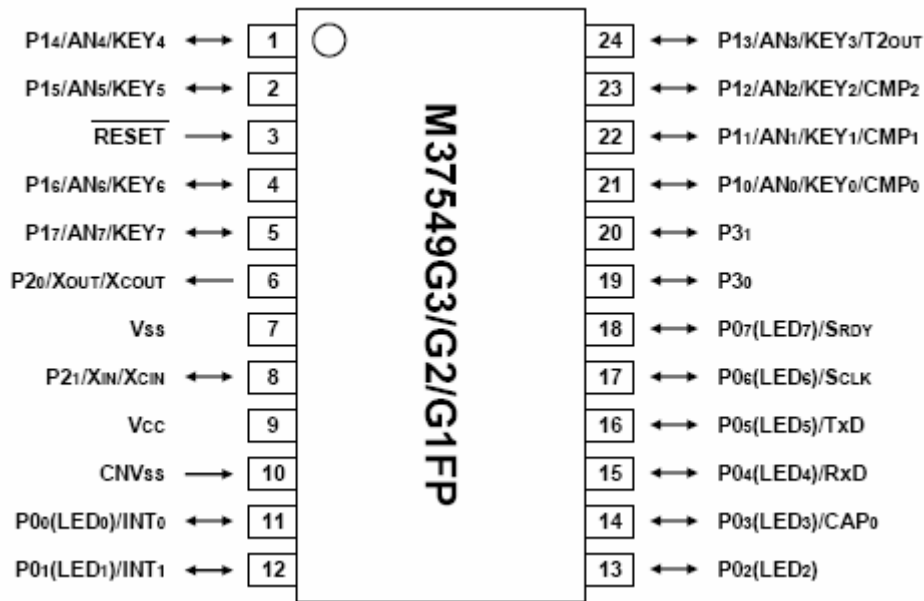 P14/AN4/KEY4 1 24 P13/AN3/KEY3/T2OUT
P15/AN5/KEY5 2 23 P12/AN2/KEY2/CMP2
RESET 3 22 P11/AN1/KEY1/CMP1
P16/AN6/KEY6 4 21 P10/AN0/KEY0/CMP0
P17/AN7/KEY7 5 20 P31
P20/XOUT/XCOUT 6 19 P30
Vss 7 18 P07(LED7)/SRDY
P21/XIN/XCIN 8 17 P06(LED6)/SCLK
Vcc 9 16 P05(LED5)/TxD
CNVss 10 15 P04(LED4)/RxD
P00(LED0)/INT0 11 14 P03(LED3)/CAP0
P01(LED1)/INT1 12 13 P02(LED2)
M37549G3/G2/G1FP